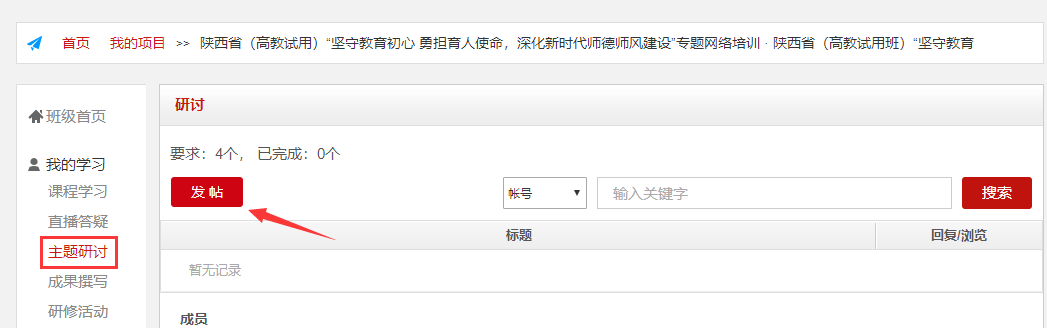 首页 我的项目 >> 陕西省（高教试用）“坚守教育初心 勇担育人使命，深化新时代师德师风建设”专题网络培训 · 陕西省（高教试用班）“坚守教育
班级首页
我的学习
课程学习
直播答疑
主题研讨
成果撰写
研修活动
研讨
要求：4个， 已完成：0个
发 帖 帐号 输入关键字 搜索
标题 回复/浏览
暂无记录
成员